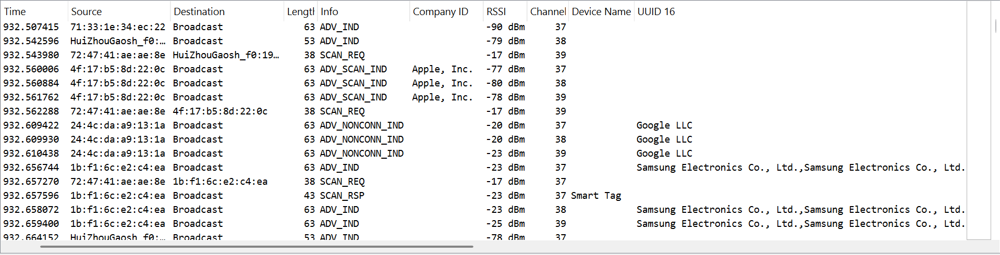 Time Source Destination Length Info Company ID RSSI Channel Device Name UUID 16
932.507415 71:33:1e:34:ec:22 Broadcast 63 ADV_IND -90 dBm 37
932.542596 HuiZhouGaosh_f0:… Broadcast 53 ADV_IND -79 dBm 38
932.543980 72:47:41:ae:ae:8e HuiZhouGaosh_f0:19… 38 SCAN_REQ -17 dBm 39
932.560006 4f:17:b5:8d:22:0c Broadcast 63 ADV_SCAN_IND Apple, Inc. -77 dBm 37
932.560884 4f:17:b5:8d:22:0c Broadcast 63 ADV_SCAN_IND Apple, Inc. -80 dBm 38
932.561762 4f:17:b5:8d:22:0c Broadcast 63 ADV_SCAN_IND Apple, Inc. -78 dBm 39
932.562288 72:47:41:ae:ae:8e 4f:17:b5:8d:22:0c 38 SCAN_REQ -17 dBm 39
932.609422 24:4c:da:a9:13:1a Broadcast 63 ADV_NONCONN_IND -20 dBm 37 Google LLC
932.609930 24:4c:da:a9:13:1a Broadcast 63 ADV_NONCONN_IND -20 dBm 38 Google LLC
932.610438 24:4c:da:a9:13:1a Broadcast 63 ADV_NONCONN_IND -23 dBm 39 Google LLC
932.656744 1b:f1:6c:e2:c4:ea Broadcast 63 ADV_IND -23 dBm 37 Samsung Electronics Co., Ltd.,Samsung Electronics Co., Ltd.
932.657270 72:47:41:ae:ae:8e 1b:f1:6c:e2:c4:ea 38 SCAN_REQ -17 dBm 37
932.657596 1b:f1:6c:e2:c4:ea Broadcast 43 SCAN_RSP -23 dBm 37 Smart Tag
932.658072 1b:f1:6c:e2:c4:ea Broadcast 63 ADV_IND -23 dBm 38 Samsung Electronics Co., Ltd.,Samsung Electronics Co., Ltd.
932.659400 1b:f1:6c:e2:c4:ea Broadcast 63 ADV_IND -25 dBm 39 Samsung Electronics Co., Ltd.,Samsung Electronics Co., Ltd.
932.664152 HuiZhouGaosh_f0:… Broadcast 53 ADV_IND -78 dBm 37